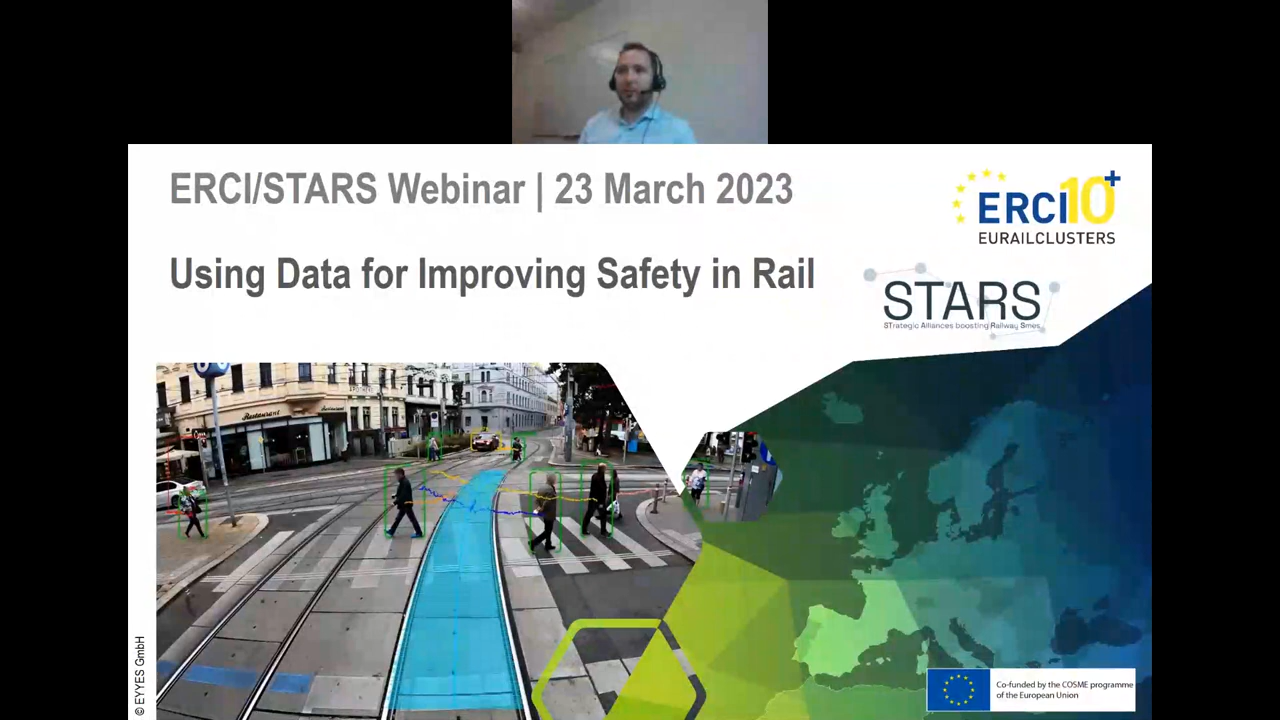 ERCI/STARS Webinar | 23 March 2023
ERCI10+
EURAILCLUSTERS
Using Data for Improving Safety in Rail
STARS
STrategic Alliances boosting Railway Smes
Restaurant
© EYYES GmbH
Co-funded by the COSME programme
of the European Union